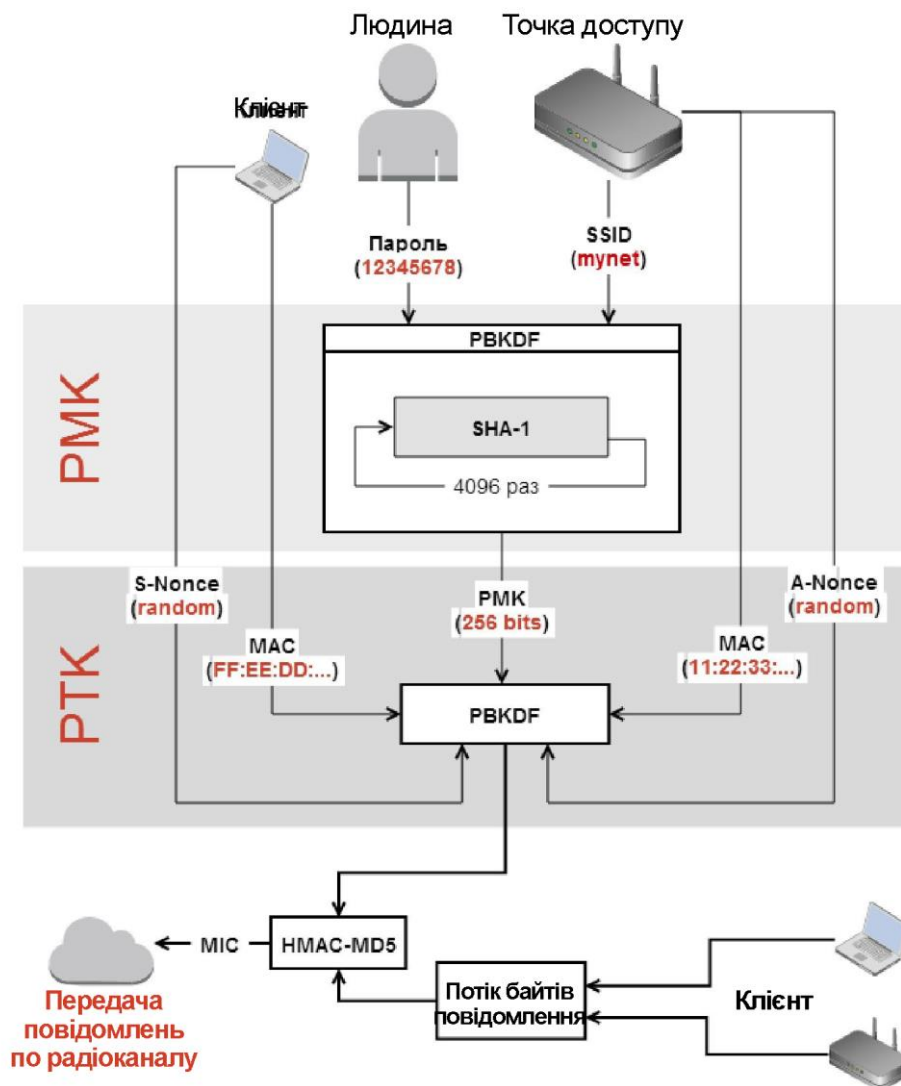 Людина
Точка доступу
Клієнт
Пароль
(12345678)
SSID
(mynet)
PMK
PBKDF
SHA-1
4096 раз
PTK
S-Nonce
(random)
MAC
(FF:EE:DD:...)
PMK
(256 bits)
MAC
(11:22:33:...)
A-Nonce
(random)
PBKDF
HMAC-MD5
MIC
Передача
повідомлень
по радіоканалу
Потік байтів
повідомлення
Клієнт